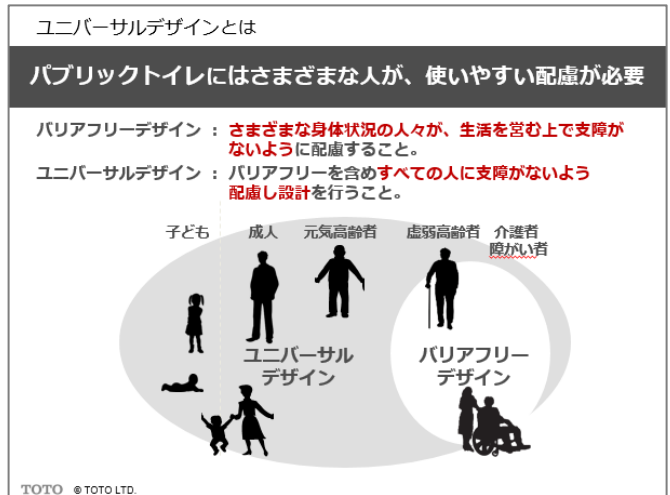 ユニバーサルデザインとは
パブリックトイレにはさまざまな人が、使いやすい配慮が必要
バリアフリーデザイン : さまざまな身体状況の人々が、生活を営む上で支障が
ないように配慮すること。
ユニバーサルデザイン : バリアフリーを含めすべての人に支障がないよう
配慮し設計を行うこと。
子ども 成人 元気高齢者 虚弱高齢者 介護者
障がい者
ユニバーサル
デザイン
バリアフリー
デザイン
TOTO © TOTO LTD.